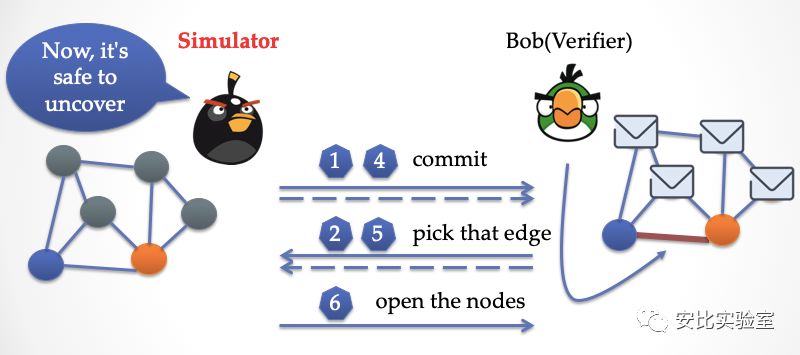 Now, it's
safe to
uncover
Simulator
Bob(Verifier)
1 4 commit
2 5 pick that edge
6 open the nodes
安比实验室